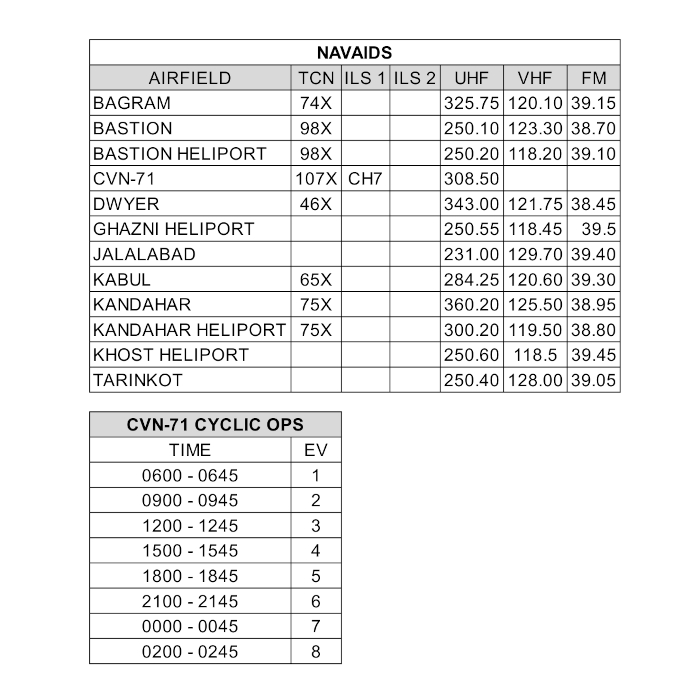 NAVAIDS
AIRFIELD TCN ILS 1 ILS 2 UHF VHF FM
BAGRAM 74X 325.75 120.10 39.15
BASTION 98X 250.10 123.30 38.70
BASTION HELIPORT 98X 250.20 118.20 39.10
CVN-71 107X CH7 308.50
DWYER 46X 343.00 121.75 38.45
GHAZNI HELIPORT 250.55 118.45 39.5
JALALABAD 231.00 129.70 39.40
KABUL 65X 284.25 120.60 39.30
KANDAHAR 75X 360.20 125.50 38.95
KANDAHAR HELIPORT 75X 300.20 119.50 38.80
KHOST HELIPORT 250.60 118.5 39.45
TARINKOT 250.40 128.00 39.05
CVN-71 CYCLIC OPS
TIME EV
0600 - 0645 1
0900 - 0945 2
1200 - 1245 3
1500 - 1545 4
1800 - 1845 5
2100 - 2145 6
0000 - 0045 7
0200 - 0245 8